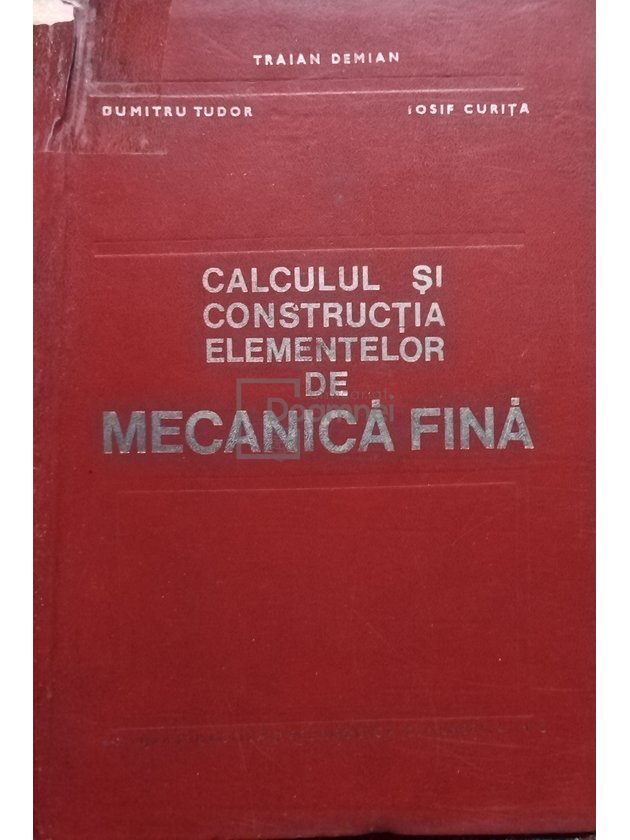 TRAIAN DEMIAN
DUMITRU TUDOR IOSIF CURIȚA
CALCULUL ȘI
CONSTRUCȚIA
ELEMENTELOR
DE
MECANICĂ FINĂ